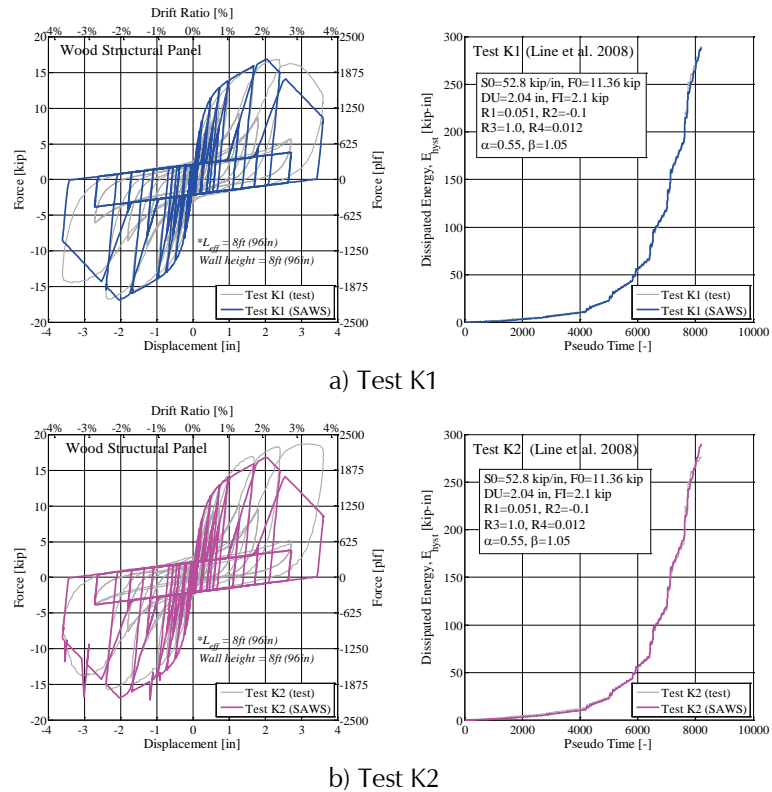 Drift Ratio [%]
-4% -3% -2% -1% 0% 1% 2% 3% 4%
Wood Structural Panel
20 15 10 5 0 -5 -10 -15 -20
Force [kip]
2500 1875 1250 625 0 -625 -1250 -1875 -2500
Force [plf]
*L_eff = 8ft (96in)
Wall height = 8ft (96in)
Test K1 (test)
Test K1 (SAWS)
-4 -3 -2 -1 0 1 2 3 4
Displacement [in]
Test K1 (Line et al. 2008)
S0=52.8 kip/in, F0=11.36 kip
DU=2.04 in, FI=2.1 kip
R1=0.051, R2=-0.1
R3=1.0, R4=0.012
α=0.55, β=1.05
300 250 200 150 100 50 0
Dissipated Energy, E_hyst [kip-in]
Test K1 (test)
Test K1 (SAWS)
0 2000 4000 6000 8000 10000
Pseudo Time [-]
a) Test K1
Drift Ratio [%]
-4% -3% -2% -1% 0% 1% 2% 3% 4%
Wood Structural Panel
20 15 10 5 0 -5 -10 -15 -20
Force [kip]
2500 1875 1250 625 0 -625 -1250 -1875 -2500
Force [plf]
*L_eff = 8ft (96in)
Wall height = 8ft (96in)
Test K2 (test)
Test K2 (SAWS)
-4 -3 -2 -1 0 1 2 3 4
Displacement [in]
Test K2 (Line et al. 2008)
S0=52.8 kip/in, F0=11.36 kip
DU=2.04 in, FI=2.1 kip
R1=0.051, R2=-0.1
R3=1.0, R4=0.012
α=0.55, β=1.05
300 250 200 150 100 50 0
Dissipated Energy, E_hyst [kip-in]
Test K2 (test)
Test K2 (SAWS)
0 2000 4000 6000 8000 10000
Pseudo Time [-]
b) Test K2